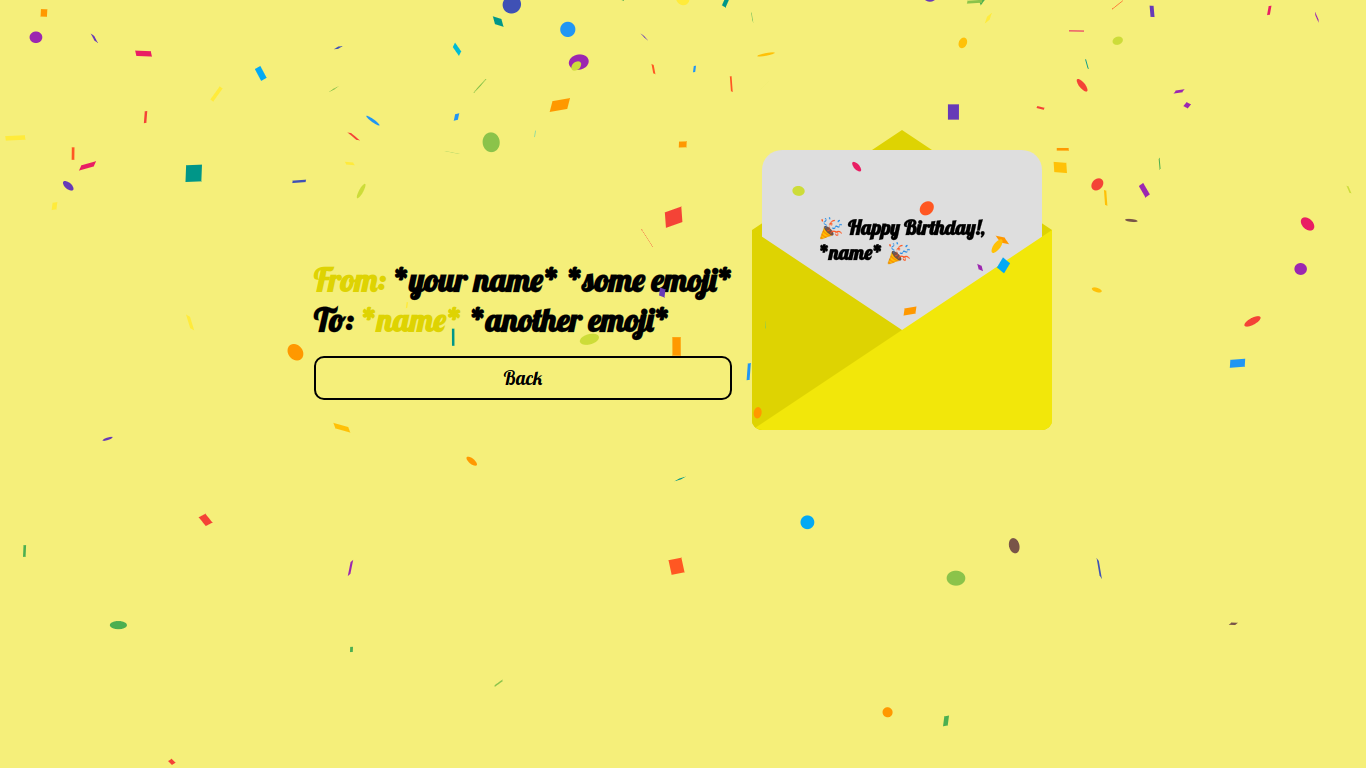 From: *your name* *some emoji*
To: *name* *another emoji*
Back
🎉 Happy Birthday!,
*name* 🎉